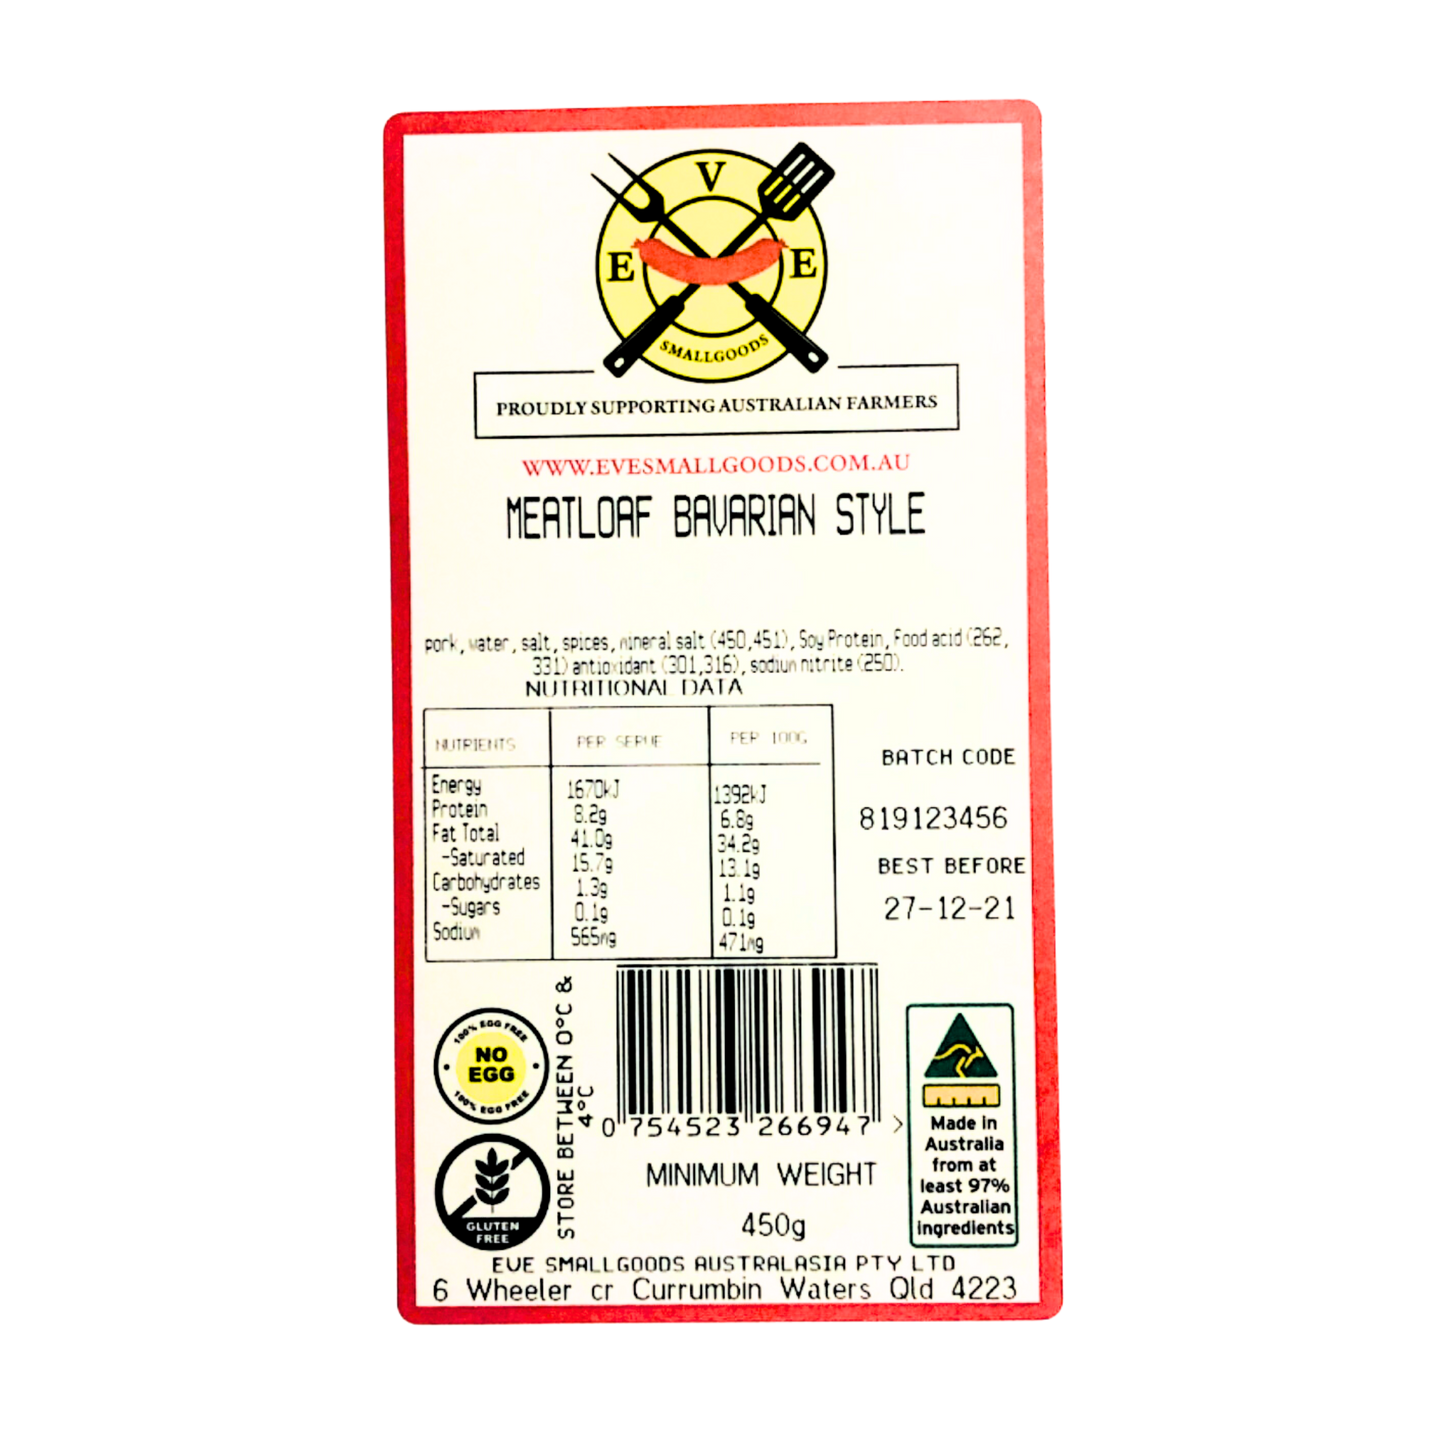 V
E E
SMALLGOODS
PROUDLY SUPPORTING AUSTRALIAN FARMERS
WWW.EVESMALLGOODS.COM.AU
MEATLOAF BAVARIAN STYLE
pork, water, salt, spices, mineral salt (450,451), Soy Protein, Food acid (262,
331) antioxidant (301,316), sodium nitrite (250).
NUTRITIONAL DATA
NUTRIENTS PER SERVE PER 100G
Energy 1670kJ 1392kJ
Protein 8.2g 6.8g
Fat Total 41.0g 34.2g
-Saturated 15.7g 13.1g
Carbohydrates 1.3g 1.1g
-Sugars 0.1g 0.1g
Sodium 565mg 471mg
BATCH CODE
819123456
BEST BEFORE
27-12-21
100% EGG FREE
NO
EGG
100% EGG FREE
GLUTEN
FREE
STORE BETWEEN 0°C &
4°C
0 754523 266947 >
MINIMUM WEIGHT
450g
Made in
Australia
from at
least 97%
Australian
ingredients
EVE SMALLGOODS AUSTRALASIA PTY LTD
6 Wheeler cr Currumbin Waters Qld 4223